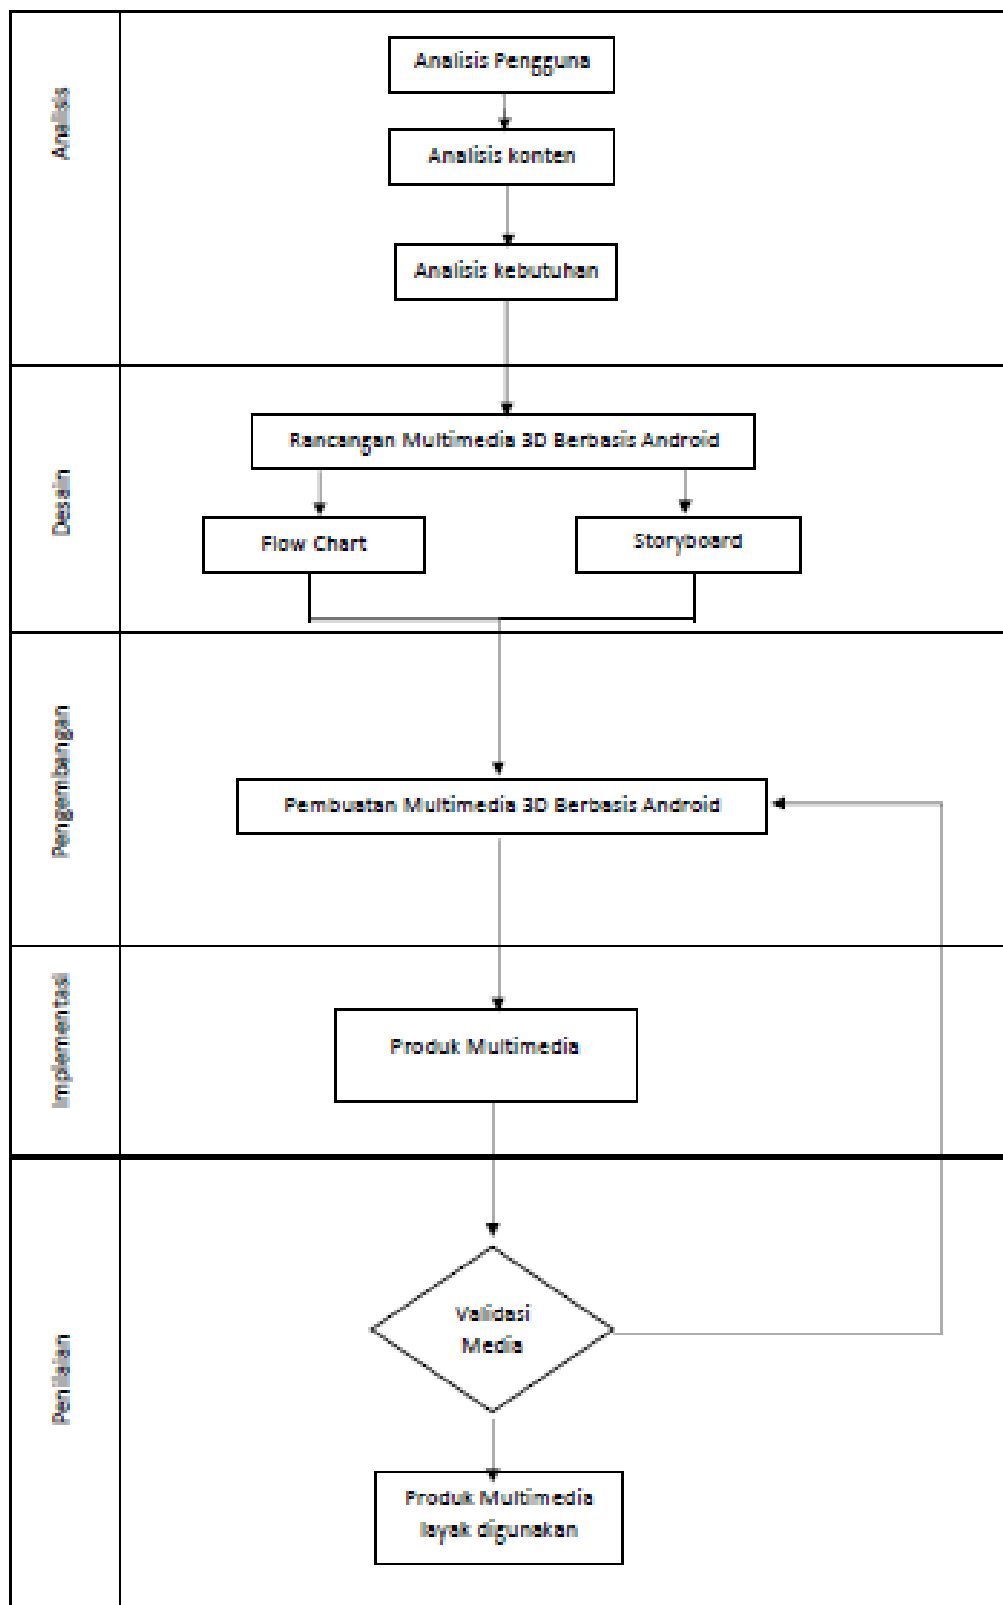 Analisis
Analisis Pengguna
Analisis konten
Analisis kebutuhan
Desain
Rancangan Multimedia 3D Berbasis Android
Flow Chart
Storyboard
Pengembangan
Pembuatan Multimedia 3D Berbasis Android
Implementasi
Produk Multimedia
Penilaian
Validasi
Media
Produk Multimedia
layak digunakan